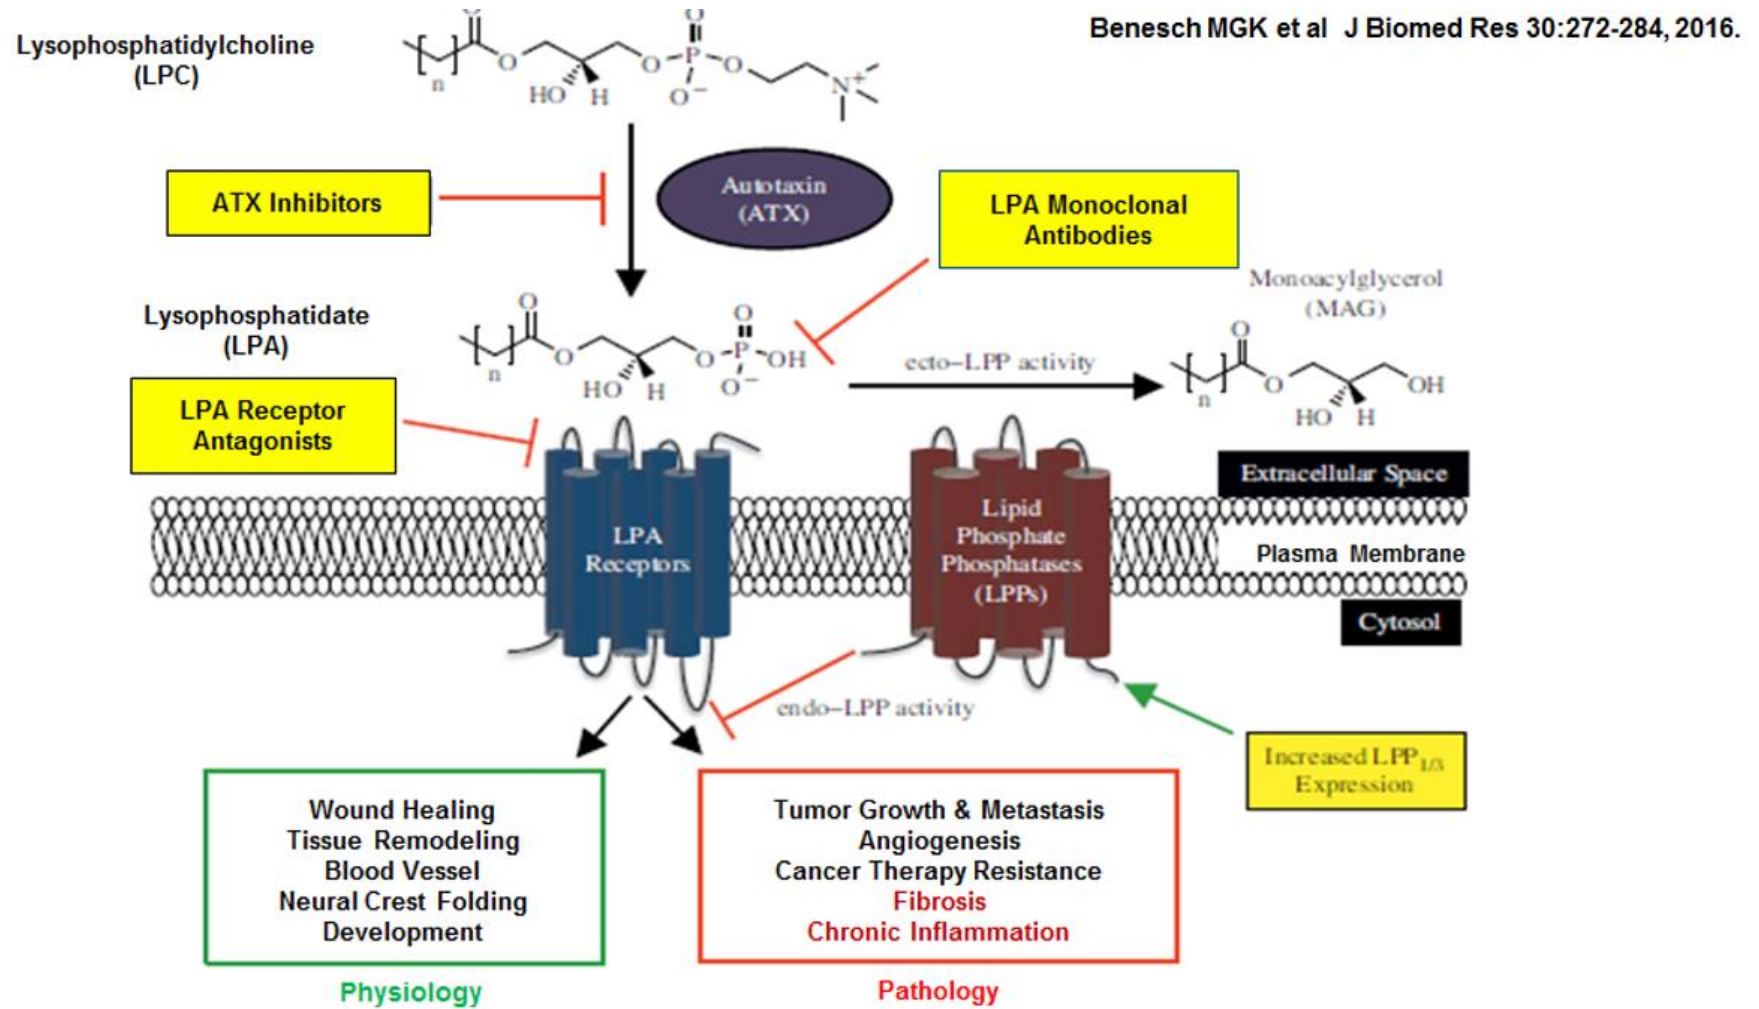 Benesch MGK et al J Biomed Res 30:272-284, 2016.
Lysophosphatidylcholine
(LPC)
n
O
O
HO
H
O
O
P
O
O−
N+
ATX Inhibitors
Autotaxin
(ATX)
LPA Monoclonal
Antibodies
Monoacylglycerol
(MAG)
Lysophosphatidate
(LPA)
n
O
O
HO
H
O
O
P
OH
O−
ecto-LPP activity
n
O
O
HO
H
OH
LPA Receptor
Antagonists
Extracellular Space
LPA
Receptors
Lipid
Phosphate
Phosphatases
(LPPs)
Plasma Membrane
Cytosol
endo-LPP activity
Increased LPP1/3
Expression
Wound Healing
Tissue Remodeling
Blood Vessel
Neural Crest Folding
Development
Physiology
Tumor Growth & Metastasis
Angiogenesis
Cancer Therapy Resistance
Fibrosis
Chronic Inflammation
Pathology